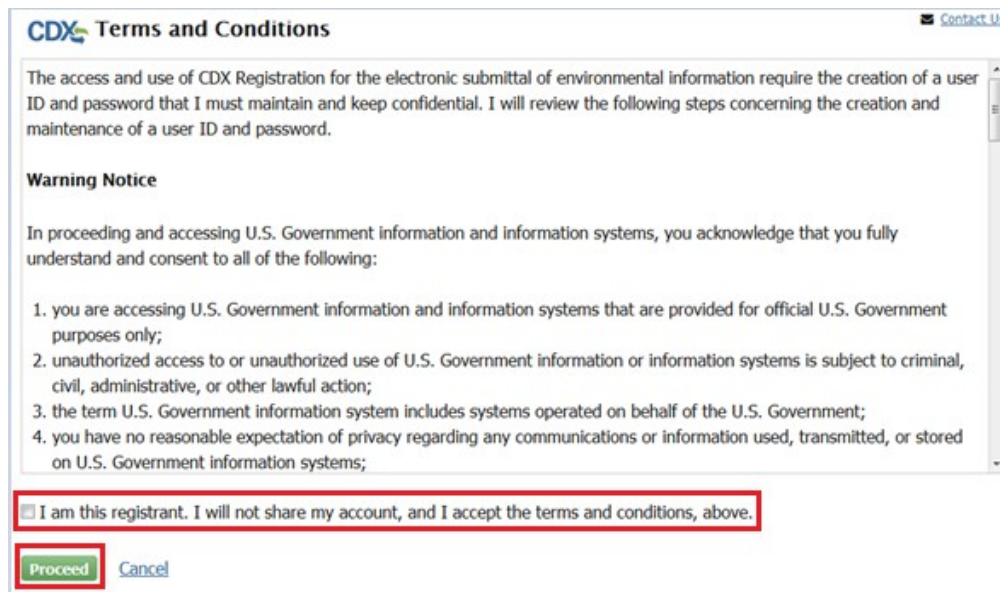 CDX Terms and Conditions
Contact U
The access and use of CDX Registration for the electronic submittal of environmental information require the creation of a user
ID and password that I must maintain and keep confidential. I will review the following steps concerning the creation and
maintenance of a user ID and password.
Warning Notice
In proceeding and accessing U.S. Government information and information systems, you acknowledge that you fully
understand and consent to all of the following:
1. you are accessing U.S. Government information and information systems that are provided for official U.S. Government
purposes only;
2. unauthorized access to or unauthorized use of U.S. Government information or information systems is subject to criminal,
civil, administrative, or other lawful action;
3. the term U.S. Government information system includes systems operated on behalf of the U.S. Government;
4. you have no reasonable expectation of privacy regarding any communications or information used, transmitted, or stored
on U.S. Government information systems;
I am this registrant. I will not share my account, and I accept the terms and conditions, above.
Proceed Cancel